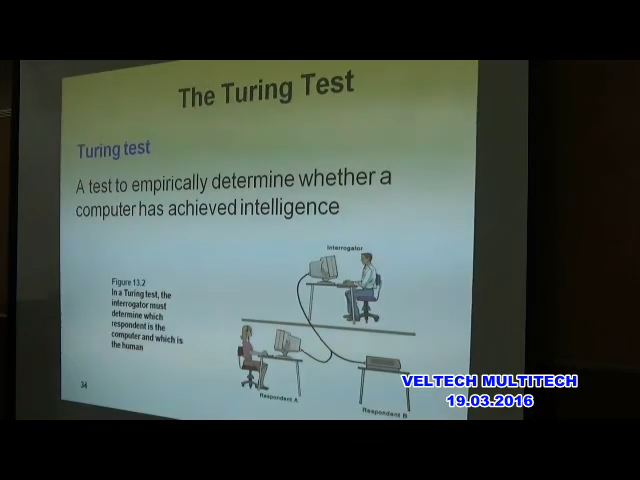 The Turing Test
Turing test
A test to empirically determine whether a
computer has achieved intelligence
Interrogator
Figure 13.2
In a Turing test, the
interrogator must
determine which
respondent is the
computer and which is
the human
Respondent A
Respondent B
34
VELTECH MULTITECH
19.03.2016